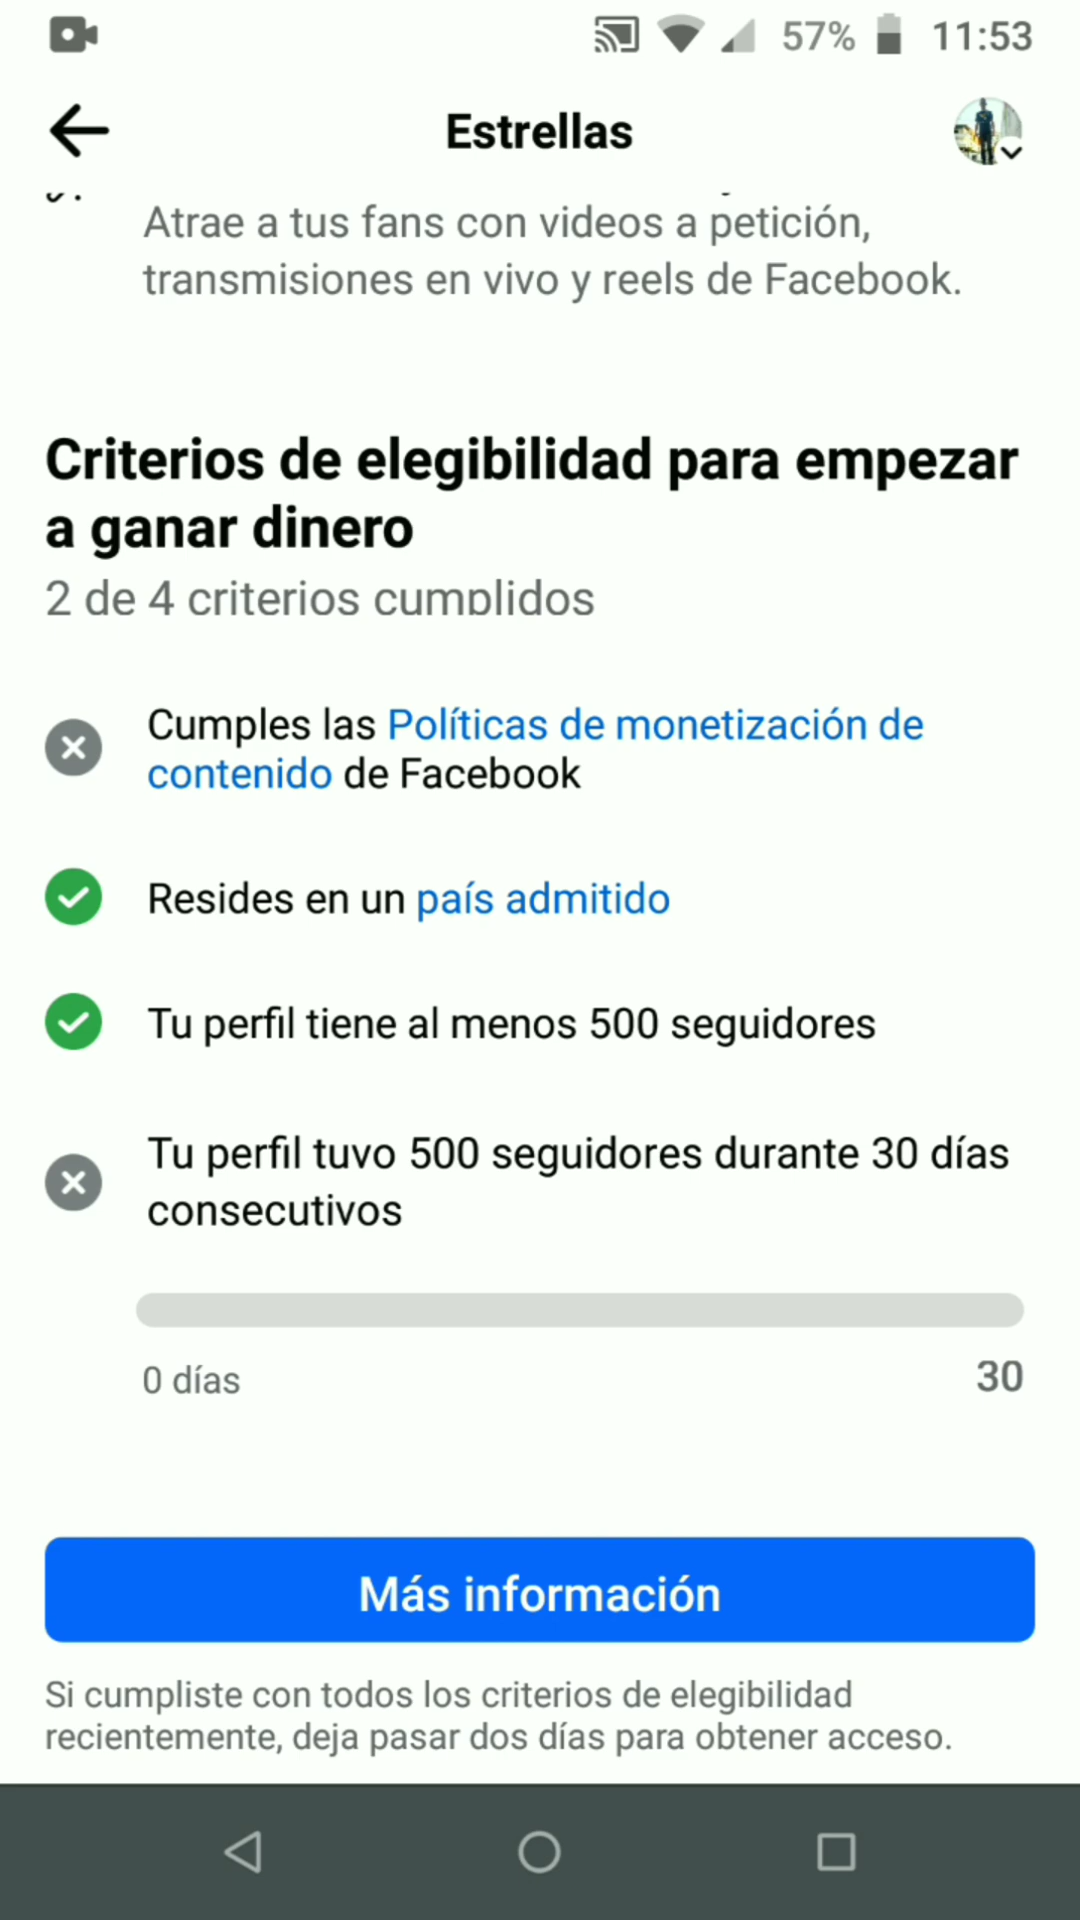 57% 11:53
Estrellas
Atrae a tus fans con videos a petición,
transmisiones en vivo y reels de Facebook.
Criterios de elegibilidad para empezar
a ganar dinero
2 de 4 criterios cumplidos
Cumples las Políticas de monetización de
contenido de Facebook
Resides en un país admitido
Tu perfil tiene al menos 500 seguidores
Tu perfil tuvo 500 seguidores durante 30 días
consecutivos
0 días 30
Más información
Si cumpliste con todos los criterios de elegibilidad
recientemente, deja pasar dos días para obtener acceso.